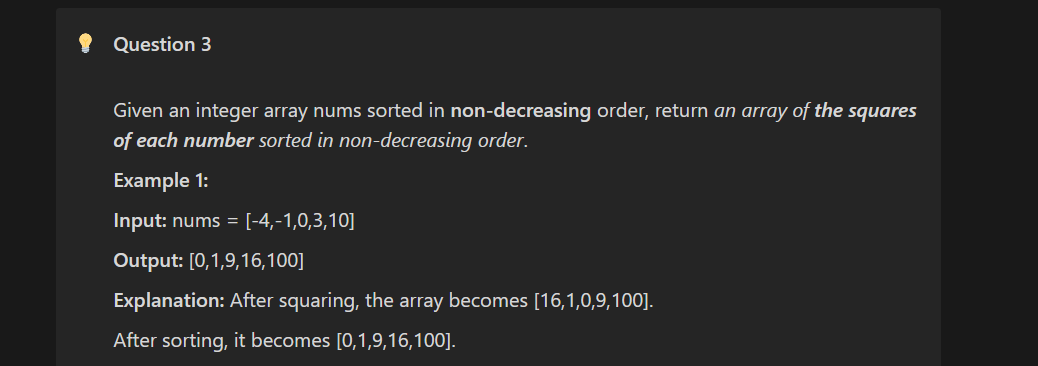 Question 3
Given an integer array nums sorted in non-decreasing order, return an array of the squares
of each number sorted in non-decreasing order.
Example 1:
Input: nums = [-4,-1,0,3,10]
Output: [0,1,9,16,100]
Explanation: After squaring, the array becomes [16,1,0,9,100].
After sorting, it becomes [0,1,9,16,100].